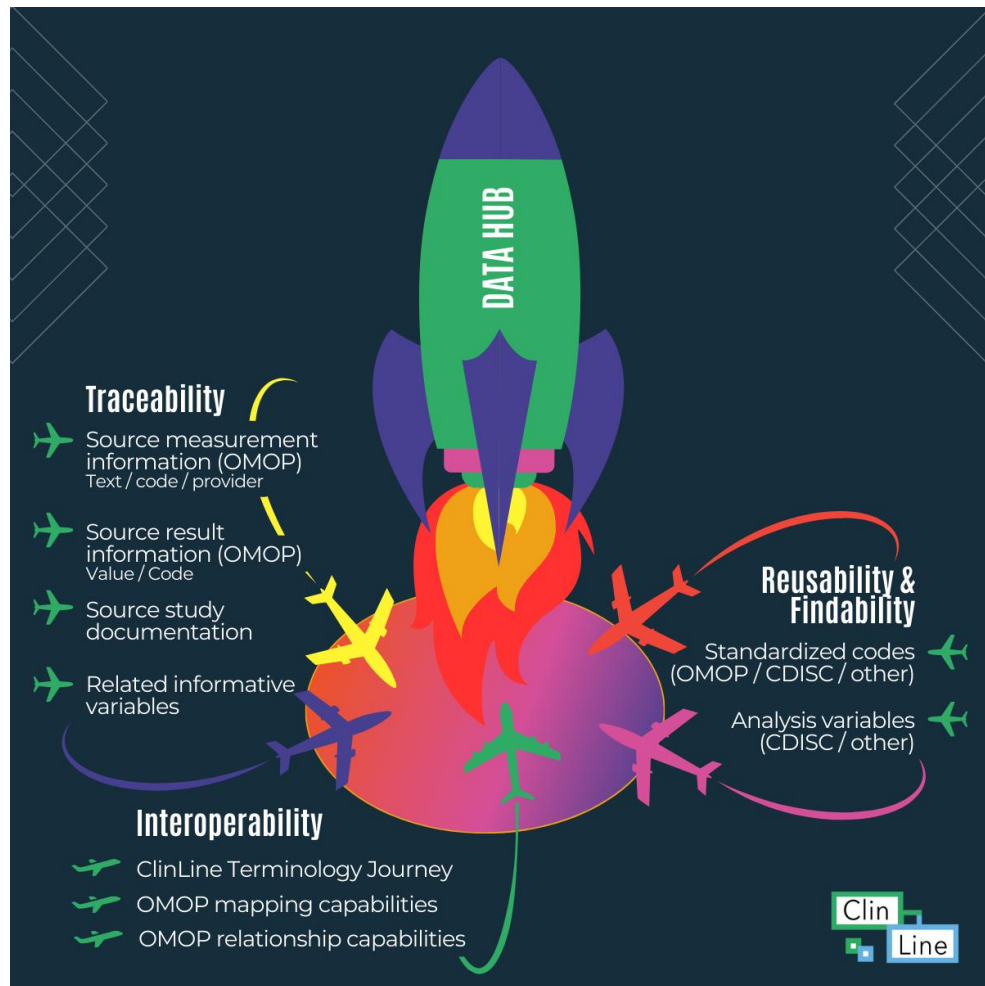 DATA HUB
Traceability
Source measurement
information (OMOP)
Text / code / provider
Source result
information (OMOP)
Value / Code
Source study
documentation
Related informative
variables
Reusability &
Findability
Standardized codes
(OMOP / CDISC / other)
Analysis variables
(CDISC / other)
Interoperability
ClinLine Terminology Journey
OMOP mapping capabilities
OMOP relationship capabilities
Clin
Line